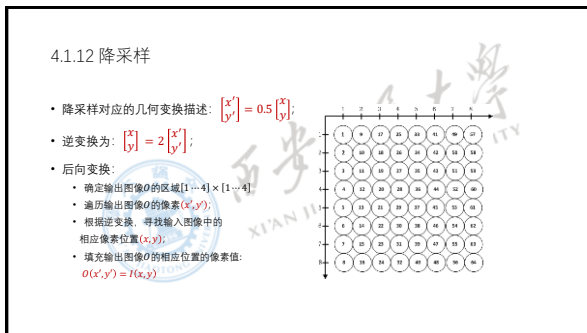 4.1.12 降采样
• 降采样对应的几何变换描述：[x' y'] = 0.5 [x y];
• 逆变换为：[x y] = 2 [x' y'];
• 后向变换：
• 确定输出图像O的区域[1⋯4] × [1⋯4]
• 遍历输出图像O的像素(x', y');
• 根据逆变换，寻找输入图像中的
相应像素位置(x, y);
• 填充输出图像O的相应位置的像素值:
O(x', y') = I(x, y)
1 2 3 4 5 6 7 8
1 1 9 17 25 33 41 49 57
2 2 10 18 26 34 42 50 58
3 3 11 19 27 35 43 51 59
4 4 12 20 28 36 44 52 60
5 5 13 21 29 37 45 53 61
6 6 14 22 30 38 46 54 62
7 7 15 23 31 39 47 55 63
8 8 16 24 32 40 48 56 64